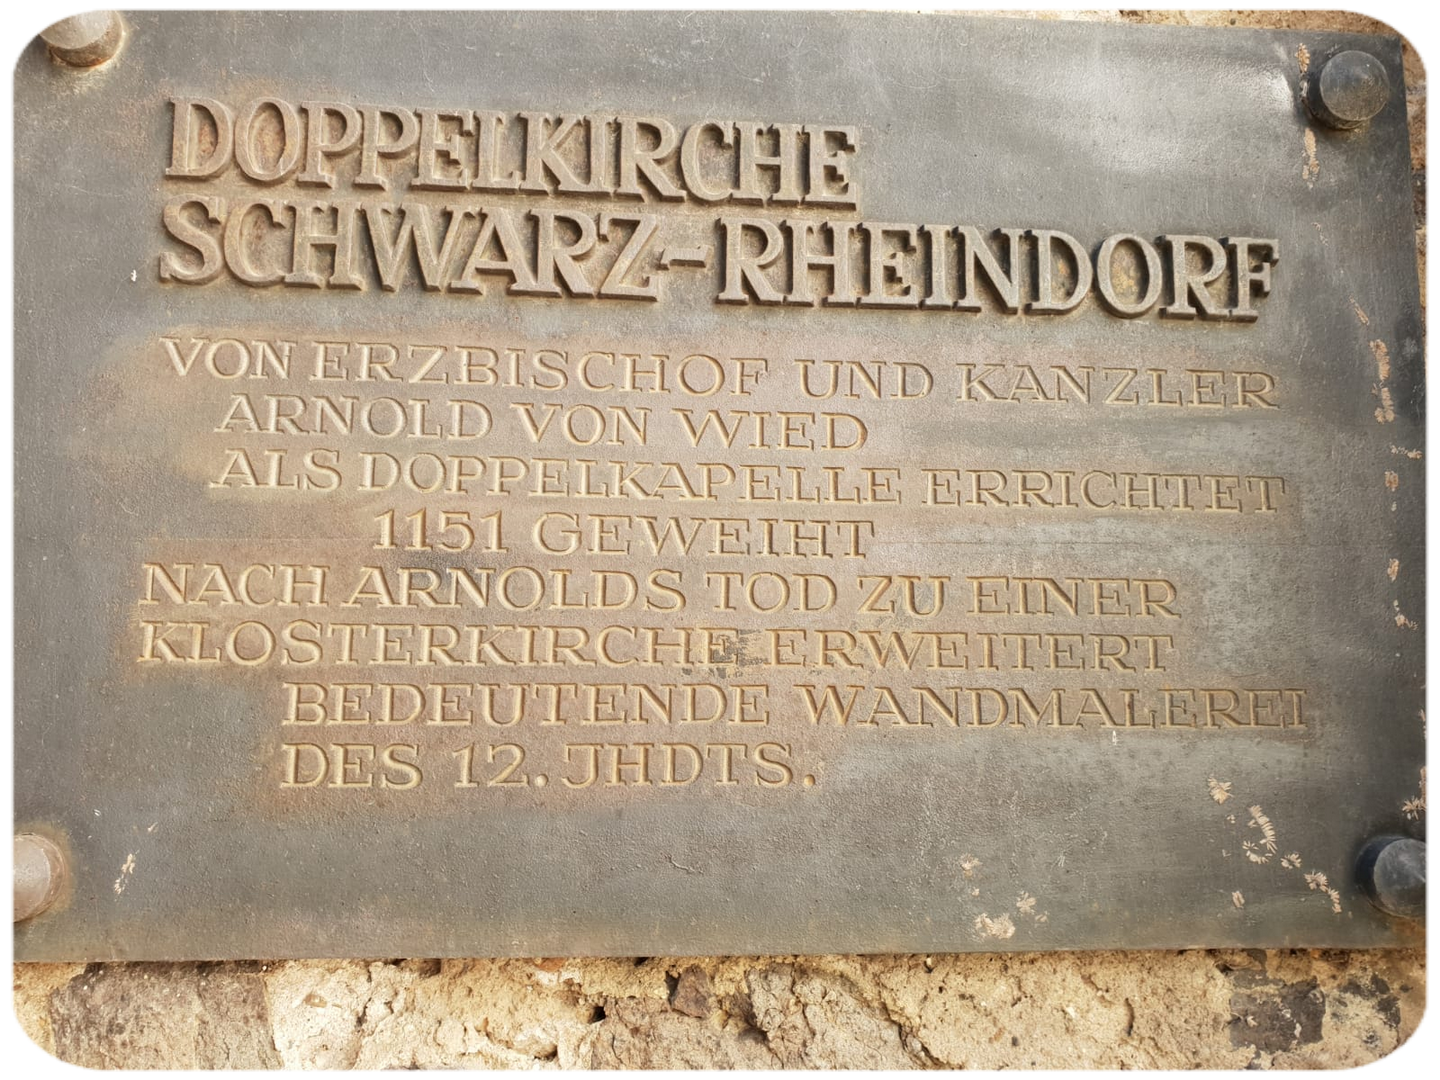 DOPPELKIRCHE
SCHWARZ-RHEINDORF
VON ERZBISCHOF UND KANZLER
ARNOLD VON WIED
ALS DOPPELKAPELLE ERRICHTET
1151 GEWEIHT
NACH ARNOLDS TOD ZU EINER
KLOSTERKIRCHE ERWEITERT
BEDEUTENDE WANDMALEREI
DES 12. JHDTS.